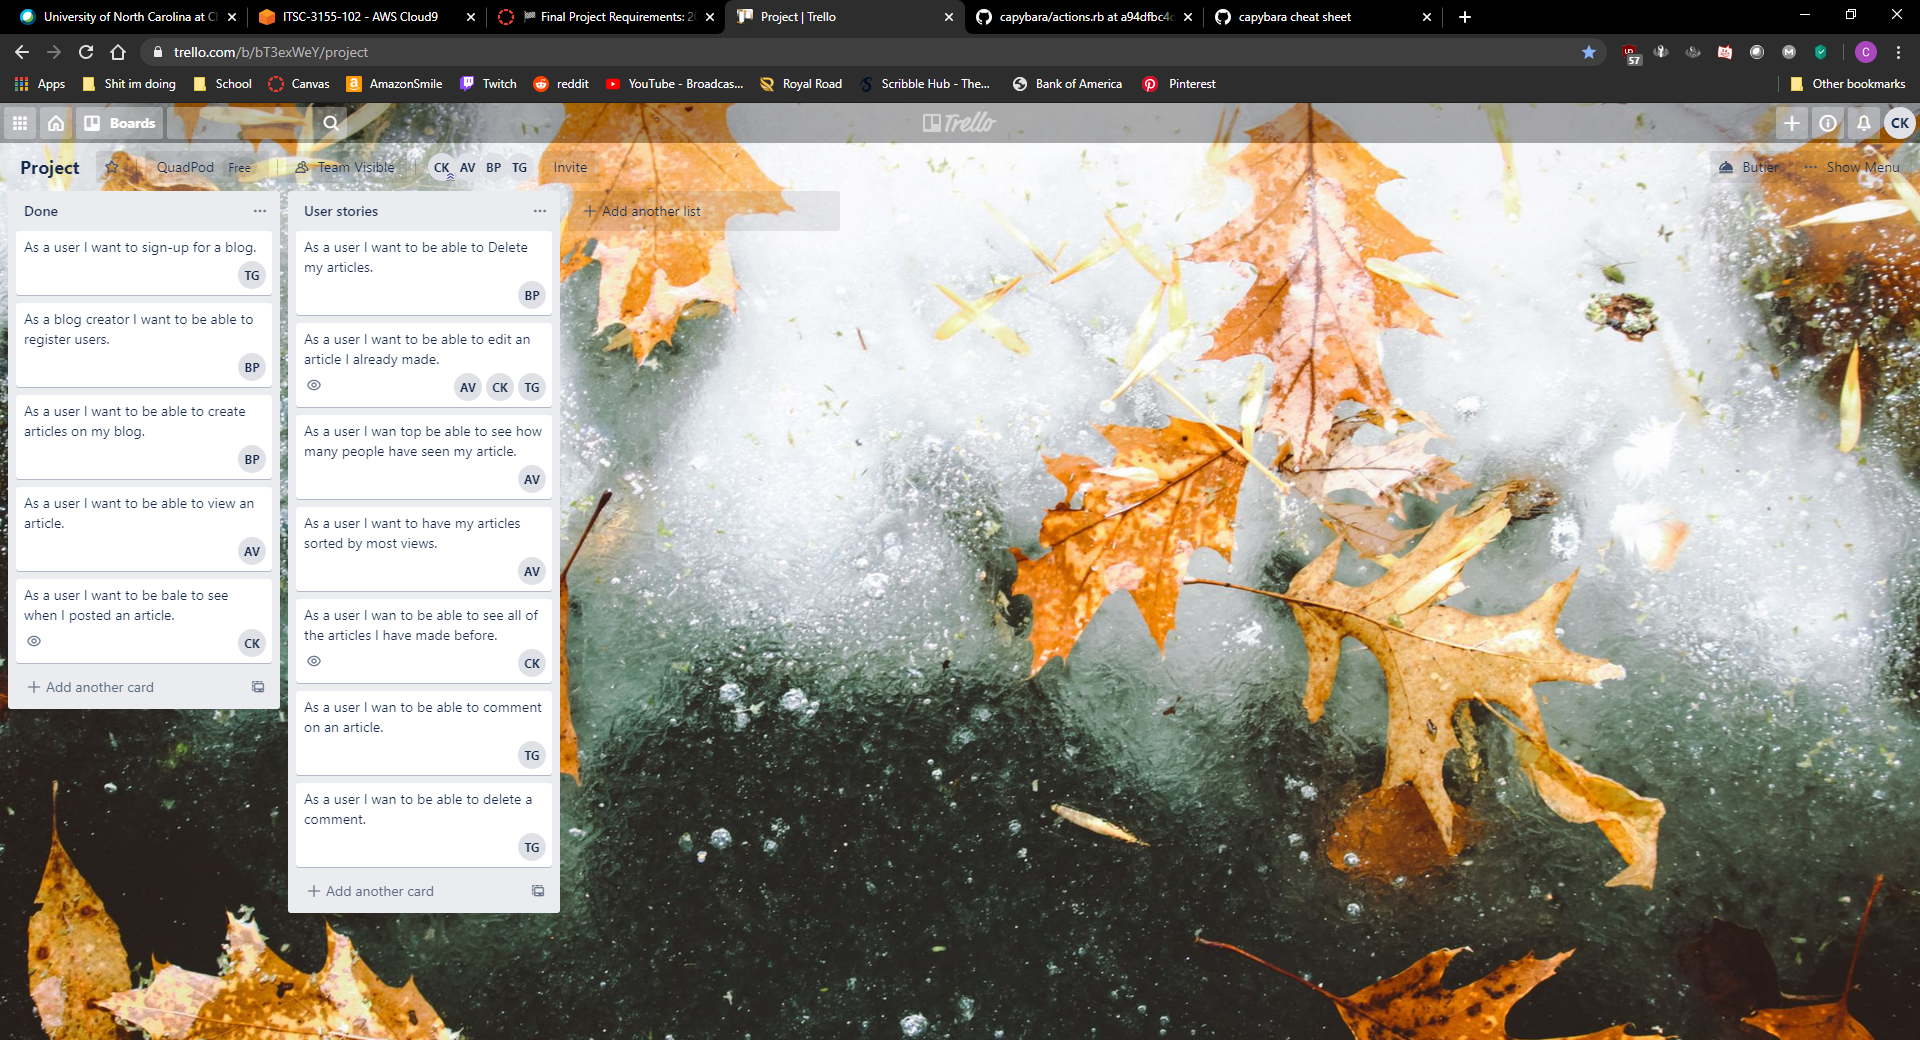 University of North Carolina at C
ITSC-3155-102 - AWS Cloud9
Final Project Requirements: 20
Project | Trello
capybara/actions.rb at a94dfbc4
capybara cheat sheet
trello.com/b/bT3exWeY/project
57
C
Apps
Shit im doing
School
Canvas
AmazonSmile
Twitch
reddit
YouTube - Broadcas...
Royal Road
Scribble Hub - The...
Bank of America
Pinterest
Other bookmarks
Boards
Trello
CK
Project
QuadPod
Free
Team Visible
CK AV BP TG
Invite
Butler
Show Menu
Done
As a user I want to sign-up for a blog.
TG
As a blog creator I want to be able to
register users.
BP
As a user I want to be able to create
articles on my blog.
BP
As a user I want to be able to view an
article.
AV
As a user I want to be bale to see
when I posted an article.
CK
Add another card
User stories
As a user I want to be able to Delete
my articles.
BP
As a user I want to be able to edit an
article I already made.
AV CK TG
As a user I wan top be able to see how
many people have seen my article.
AV
As a user I want to have my articles
sorted by most views.
AV
As a user I wan to be able to see all of
the articles I have made before.
CK
As a user I wan to be able to comment
on an article.
TG
As a user I wan to be able to delete a
comment.
TG
Add another card
Add another list